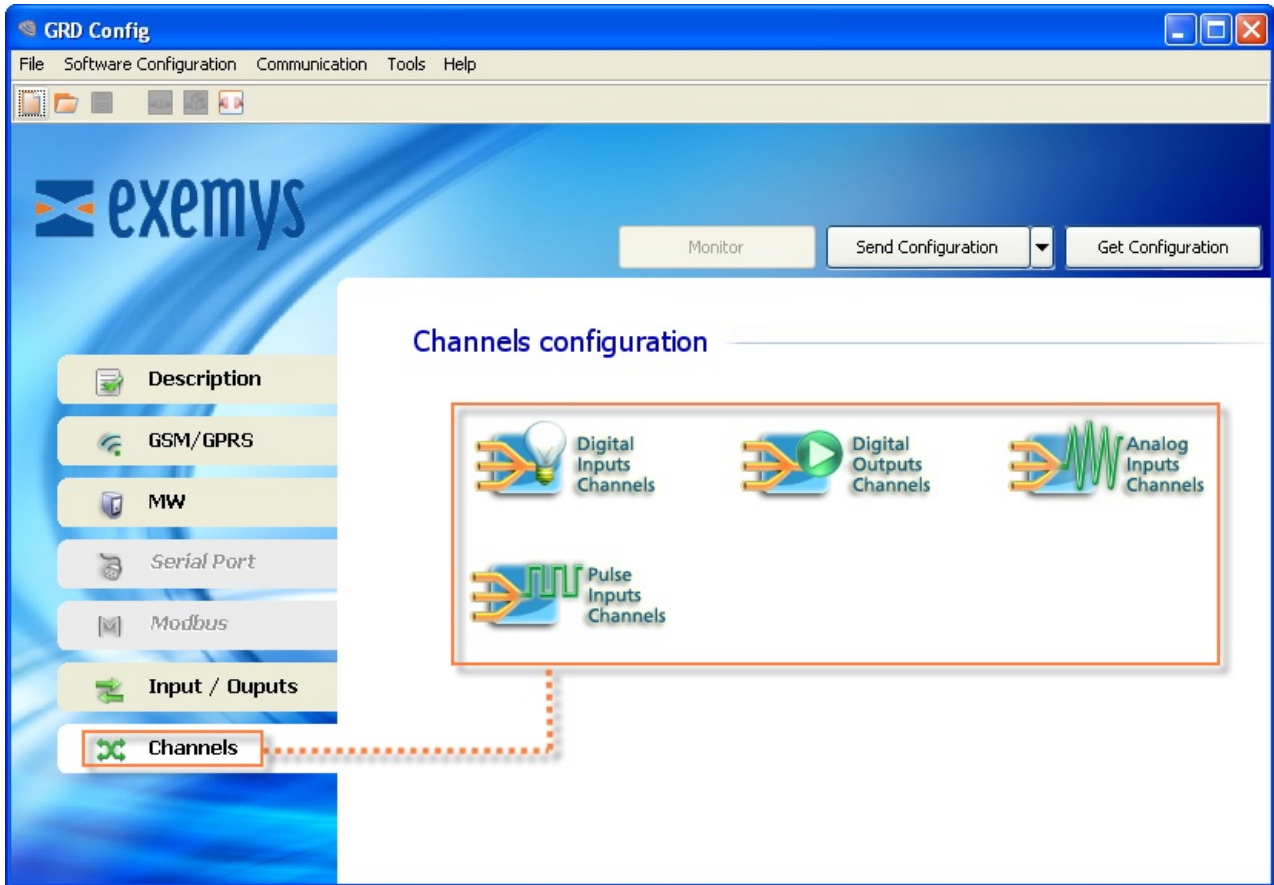 GRD Config
File Software Configuration Communication Tools Help
exemys
Monitor Send Configuration Get Configuration
Channels configuration
Description
GSM/GPRS
MW
Serial Port
Modbus
Input / Ouputs
Channels
Digital
Inputs
Channels
Digital
Outputs
Channels
Analog
Inputs
Channels
Pulse
Inputs
Channels